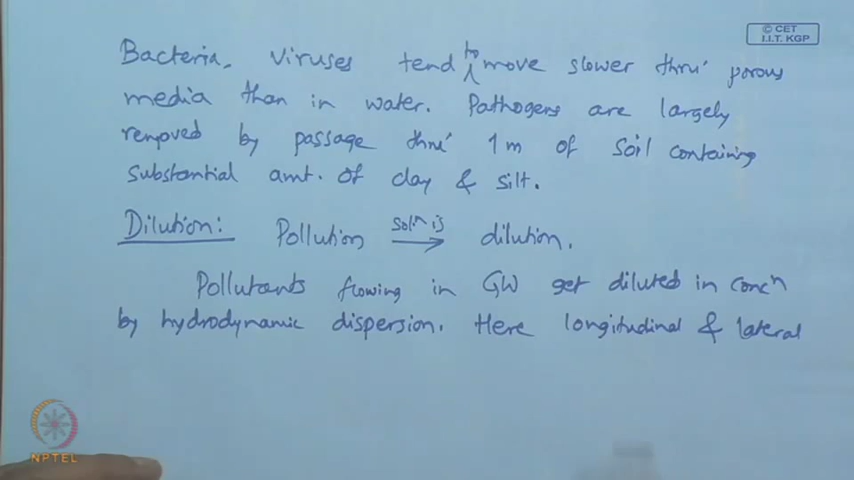 © CET
I.I.T. KGP
Bacteria, viruses tend to move slower thru' porous
media than in water. Pathogens are largely
removed by passage thru' 1 m of soil containing
substantial amt. of clay & silt.
Dilution: Pollution sol^n is → dilution.
Pollutants flowing in GW get diluted in conc'n
by hydrodynamic dispersion. Here longitudinal & lateral
NPTEL